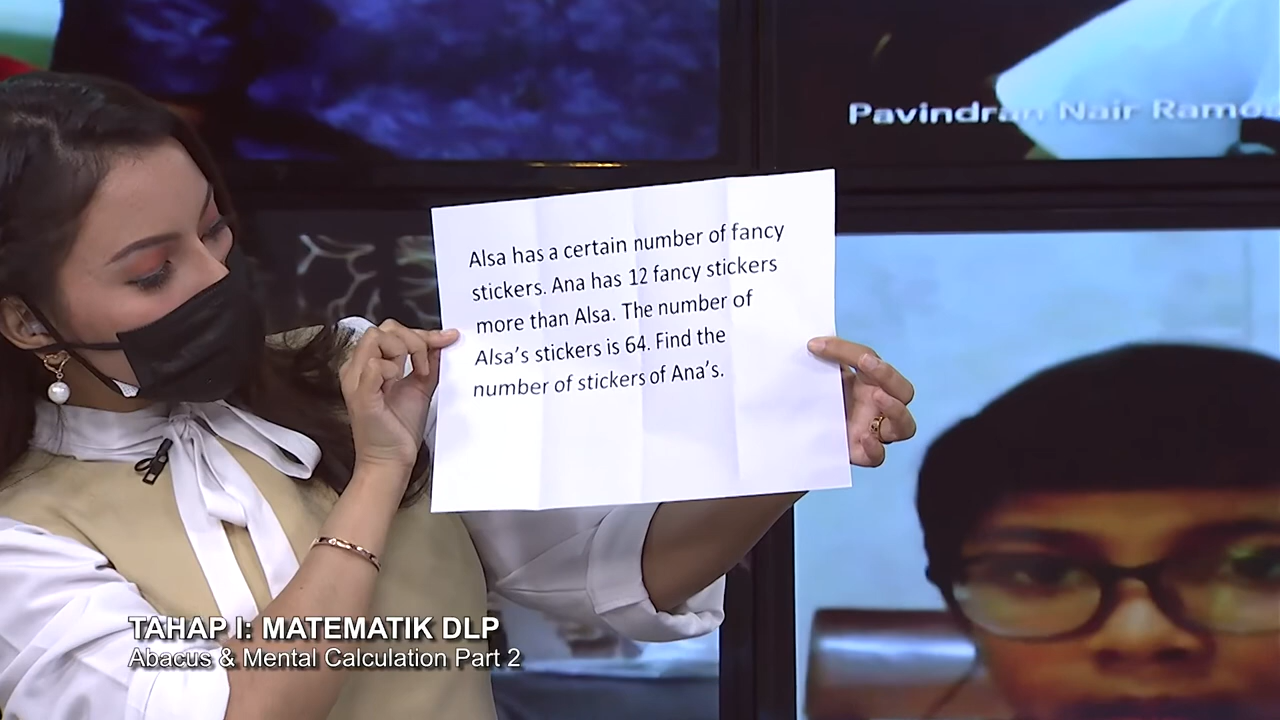 Pavindran Nair Ramo
Alsa has a certain number of fancy
stickers. Ana has 12 fancy stickers
more than Alsa. The number of
Alsa's stickers is 64. Find the
number of stickers of Ana's.
TAHAP I: MATEMATIK DLP
Abacus & Mental Calculation Part 2